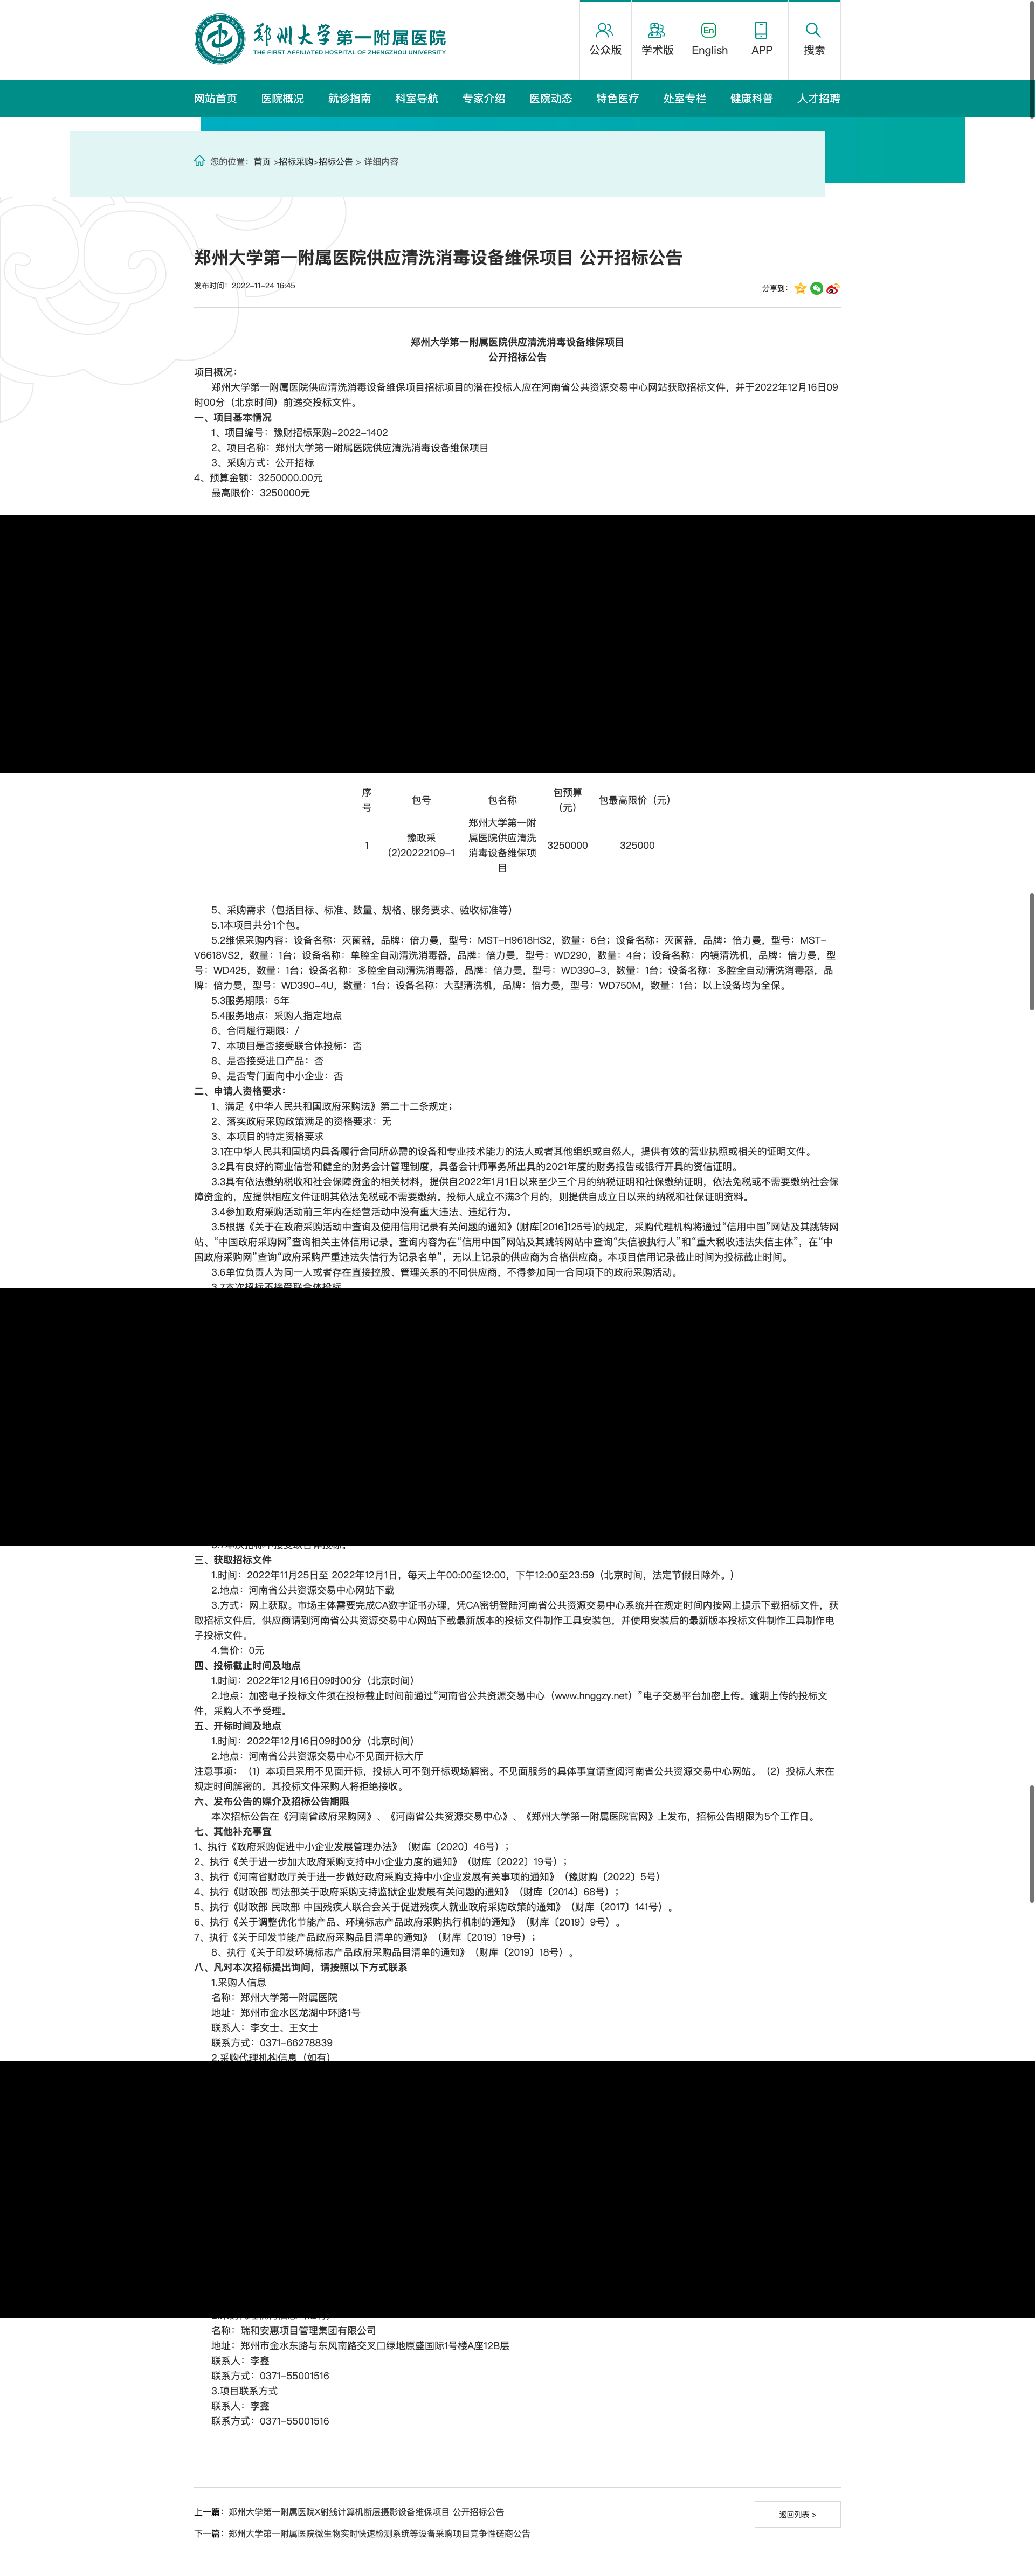 郑州大学第一附属医院
THE FIRST AFFILIATED HOSPITAL OF ZHENGZHOU UNIVERSITY
公众版
学术版
English
APP
搜索
网站首页 医院概况 就诊指南 科室导航 专家介绍 医院动态 特色医疗 处室专栏 健康科普 人才招聘
您的位置：首页 >招标采购>招标公告 > 详细内容
郑州大学第一附属医院供应清洗消毒设备维保项目 公开招标公告
发布时间：2022-11-24 16:45
分享到：
郑州大学第一附属医院供应清洗消毒设备维保项目
公开招标公告
项目概况：
郑州大学第一附属医院供应清洗消毒设备维保项目招标项目的潜在投标人应在河南省公共资源交易中心网站获取招标文件，并于2022年12月16日09
时00分（北京时间）前递交投标文件。
一、项目基本情况
1、项目编号：豫财招标采购-2022-1402
2、项目名称：郑州大学第一附属医院供应清洗消毒设备维保项目
3、采购方式：公开招标
4、预算金额：3250000.00元
最高限价：3250000元
序
号
包号
包名称
包预算
（元）
包最高限价（元）
1
豫政采
(2)20222109-1
郑州大学第一附
属医院供应清洗
消毒设备维保项
目
3250000
325000
5、采购需求（包括目标、标准、数量、规格、服务要求、验收标准等）
5.1本项目共分1个包。
5.2维保采购内容：设备名称：灭菌器，品牌：倍力曼，型号：MST-H9618HS2，数量：6台；设备名称：灭菌器，品牌：倍力曼，型号：MST-
V6618VS2，数量：1台；设备名称：单腔全自动清洗消毒器，品牌：倍力曼，型号：WD290，数量：4台；设备名称：内镜清洗机，品牌：倍力曼，型
号：WD425，数量：1台；设备名称：多腔全自动清洗消毒器，品牌：倍力曼，型号：WD390-3，数量：1台；设备名称：多腔全自动清洗消毒器，品
牌：倍力曼，型号：WD390-4U，数量：1台；设备名称：大型清洗机，品牌：倍力曼，型号：WD750M，数量：1台；以上设备均为全保。
5.3服务期限：5年
5.4服务地点：采购人指定地点
6、合同履行期限：/
7、本项目是否接受联合体投标：否
8、是否接受进口产品：否
9、是否专门面向中小企业：否
二、申请人资格要求：
1、满足《中华人民共和国政府采购法》第二十二条规定；
2、落实政府采购政策满足的资格要求：无
3、本项目的特定资格要求
3.1在中华人民共和国境内具备履行合同所必需的设备和专业技术能力的法人或者其他组织或自然人，提供有效的营业执照或相关的证明文件。
3.2具有良好的商业信誉和健全的财务会计管理制度，具备会计师事务所出具的2021年度的财务报告或银行开具的资信证明。
3.3具有依法缴纳税收和社会保障资金的相关材料，提供自2022年1月1日以来至少三个月的纳税证明和社保缴纳证明，依法免税或不需要缴纳社会保
障资金的，应提供相应文件证明其依法免税或不需要缴纳。投标人成立不满3个月的，则提供自成立日以来的纳税和社保证明资料。
3.4参加政府采购活动前三年内在经营活动中没有重大违法、违纪行为。
3.5根据《关于在政府采购活动中查询及使用信用记录有关问题的通知》(财库[2016]125号)的规定，采购代理机构将通过“信用中国”网站及其跳转网
站、“中国政府采购网”查询相关主体信用记录。查询内容为在“信用中国”网站及其跳转网站中查询“失信被执行人”和“重大税收违法失信主体”，在“中
国政府采购网”查询“政府采购严重违法失信行为记录名单”，无以上记录的供应商为合格供应商。本项目信用记录截止时间为投标截止时间。
3.6单位负责人为同一人或者存在直接控股、管理关系的不同供应商，不得参加同一合同项下的政府采购活动。
3.7本次招标不接受联合体投标。
三、获取招标文件
1.时间：2022年11月25日至 2022年12月1日，每天上午00:00至12:00，下午12:00至23:59（北京时间，法定节假日除外。）
2.地点：河南省公共资源交易中心网站下载
3.方式：网上获取。市场主体需要完成CA数字证书办理，凭CA密钥登陆河南省公共资源交易中心系统并在规定时间内按网上提示下载招标文件，获
取招标文件后，供应商请到河南省公共资源交易中心网站下载最新版本的投标文件制作工具安装包，并使用安装后的最新版本投标文件制作工具制作电
子投标文件。
4.售价：0元
四、投标截止时间及地点
1.时间：2022年12月16日09时00分（北京时间）
2.地点：加密电子投标文件须在投标截止时间前通过“河南省公共资源交易中心（www.hnggzy.net）”电子交易平台加密上传。逾期上传的投标文
件，采购人不予受理。
五、开标时间及地点
1.时间：2022年12月16日09时00分（北京时间）
2.地点：河南省公共资源交易中心不见面开标大厅
注意事项：（1）本项目采用不见面开标，投标人可不到开标现场解密。不见面服务的具体事宜请查阅河南省公共资源交易中心网站。（2）投标人未在
规定时间解密的，其投标文件采购人将拒绝接收。
六、发布公告的媒介及招标公告期限
本次招标公告在《河南省政府采购网》、《河南省公共资源交易中心》、《郑州大学第一附属医院官网》上发布，招标公告期限为5个工作日。
七、其他补充事宜
1、执行《政府采购促进中小企业发展管理办法》（财库〔2020〕46号）；
2、执行《关于进一步加大政府采购支持中小企业力度的通知》（财库〔2022〕19号）；
3、执行《河南省财政厅关于进一步做好政府采购支持中小企业发展有关事项的通知》（豫财购〔2022〕5号）
4、执行《财政部 司法部关于政府采购支持监狱企业发展有关问题的通知》（财库〔2014〕68号）；
5、执行《财政部 民政部 中国残疾人联合会关于促进残疾人就业政府采购政策的通知》（财库〔2017〕141号）。
6、执行《关于调整优化节能产品、环境标志产品政府采购执行机制的通知》（财库〔2019〕9号）。
7、执行《关于印发节能产品政府采购品目清单的通知》（财库〔2019〕19号）；
8、执行《关于印发环境标志产品政府采购品目清单的通知》（财库〔2019〕18号）。
八、凡对本次招标提出询问，请按照以下方式联系
1.采购人信息
名称：郑州大学第一附属医院
地址：郑州市金水区龙湖中环路1号
联系人：李女士、王女士
联系方式：0371-66278839
2.采购代理机构信息（如有）
名称：瑞和安惠项目管理集团有限公司
地址：郑州市金水东路与东风南路交叉口绿地原盛国际1号楼A座12B层
联系人：李鑫
联系方式：0371-55001516
3.项目联系方式
联系人：李鑫
联系方式：0371-55001516
上一篇：郑州大学第一附属医院X射线计算机断层摄影设备维保项目 公开招标公告
返回列表 >
下一篇：郑州大学第一附属医院微生物实时快速检测系统等设备采购项目竞争性磋商公告